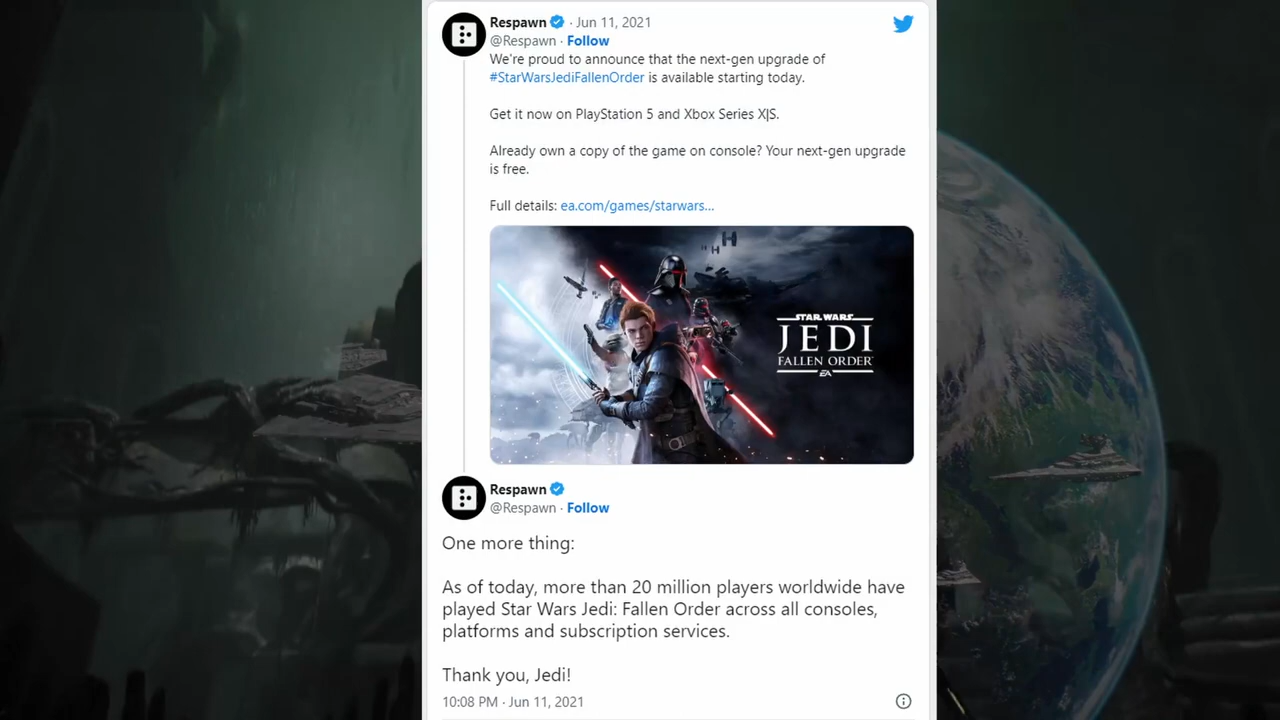 Respawn · Jun 11, 2021
@Respawn · Follow
We're proud to announce that the next-gen upgrade of
#StarWarsJediFallenOrder is available starting today.
Get it now on PlayStation 5 and Xbox Series X|S.
Already own a copy of the game on console? Your next-gen upgrade
is free.
Full details: ea.com/games/starwars...
STAR WARS
JEDI
FALLEN ORDER
EA
Respawn
@Respawn · Follow
One more thing:
As of today, more than 20 million players worldwide have
played Star Wars Jedi: Fallen Order across all consoles,
platforms and subscription services.
Thank you, Jedi!
10:08 PM · Jun 11, 2021